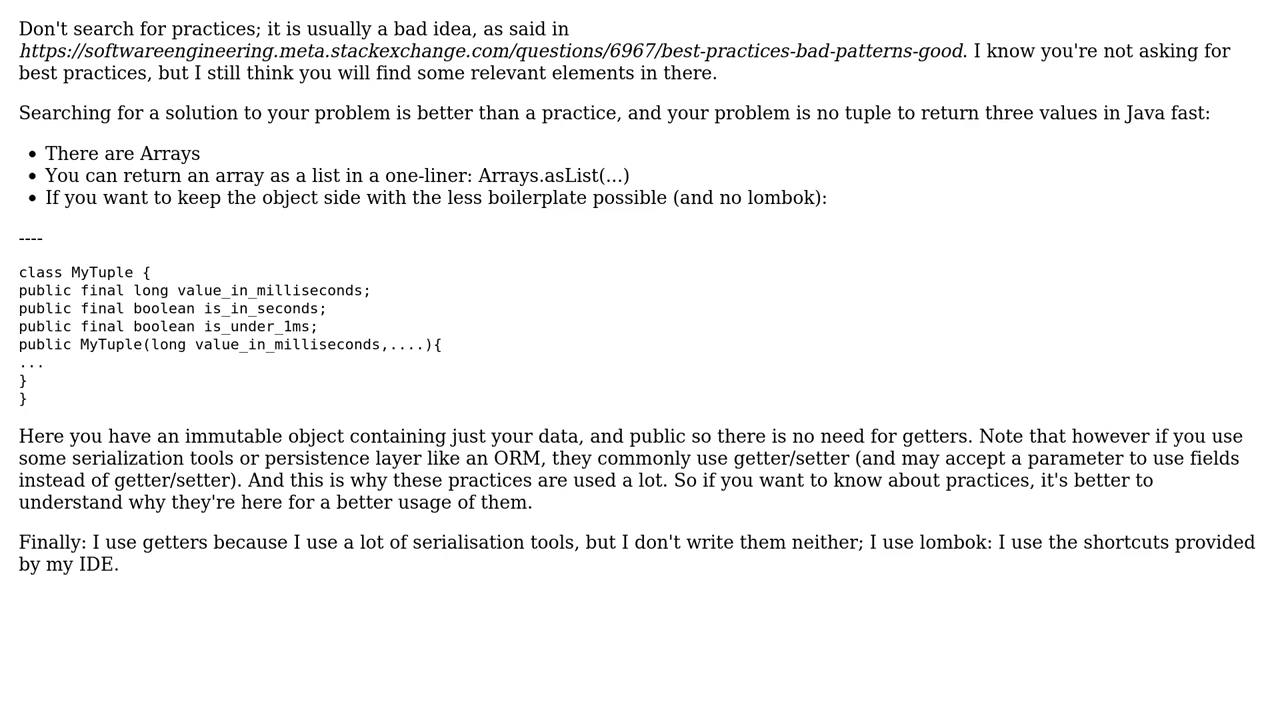 Don't search for practices; it is usually a bad idea, as said in
https://softwareengineering.meta.stackexchange.com/questions/6967/best-practices-bad-patterns-good. I know you're not asking for
best practices, but I still think you will find some relevant elements in there.
Searching for a solution to your problem is better than a practice, and your problem is no tuple to return three values in Java fast:
• There are Arrays
• You can return an array as a list in a one-liner: Arrays.asList(...)
• If you want to keep the object side with the less boilerplate possible (and no lombok):
----
class MyTuple {
public final long value_in_milliseconds;
public final boolean is_in_seconds;
public final boolean is_under_1ms;
public MyTuple(long value_in_milliseconds,....){
...
}
}
Here you have an immutable object containing just your data, and public so there is no need for getters. Note that however if you use
some serialization tools or persistence layer like an ORM, they commonly use getter/setter (and may accept a parameter to use fields
instead of getter/setter). And this is why these practices are used a lot. So if you want to know about practices, it's better to
understand why they're here for a better usage of them.
Finally: I use getters because I use a lot of serialisation tools, but I don't write them neither; I use lombok: I use the shortcuts provided
by my IDE.